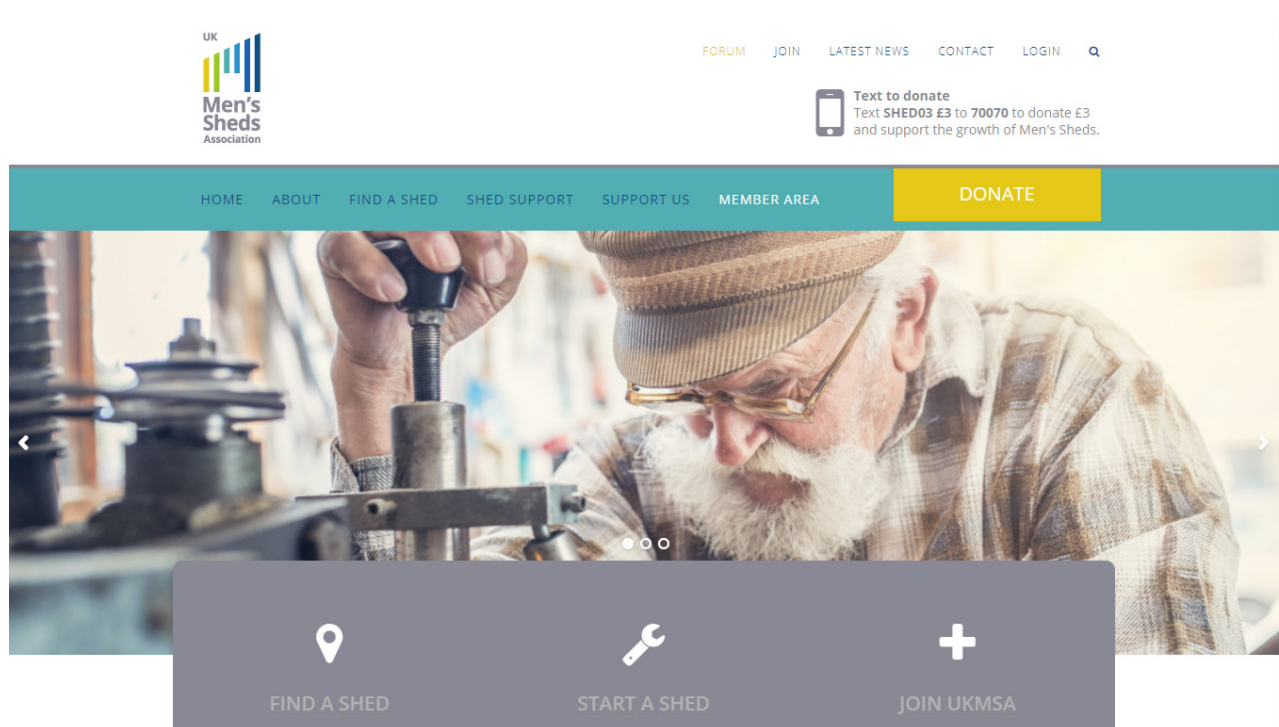 UK
Men's
Sheds
Association
FORUM JOIN LATEST NEWS CONTACT LOGIN
Text to donate
Text SHED03 £3 to 70070 to donate £3
and support the growth of Men's Sheds.
HOME ABOUT FIND A SHED SHED SUPPORT SUPPORT US MEMBER AREA DONATE
FIND A SHED START A SHED JOIN UKMSA